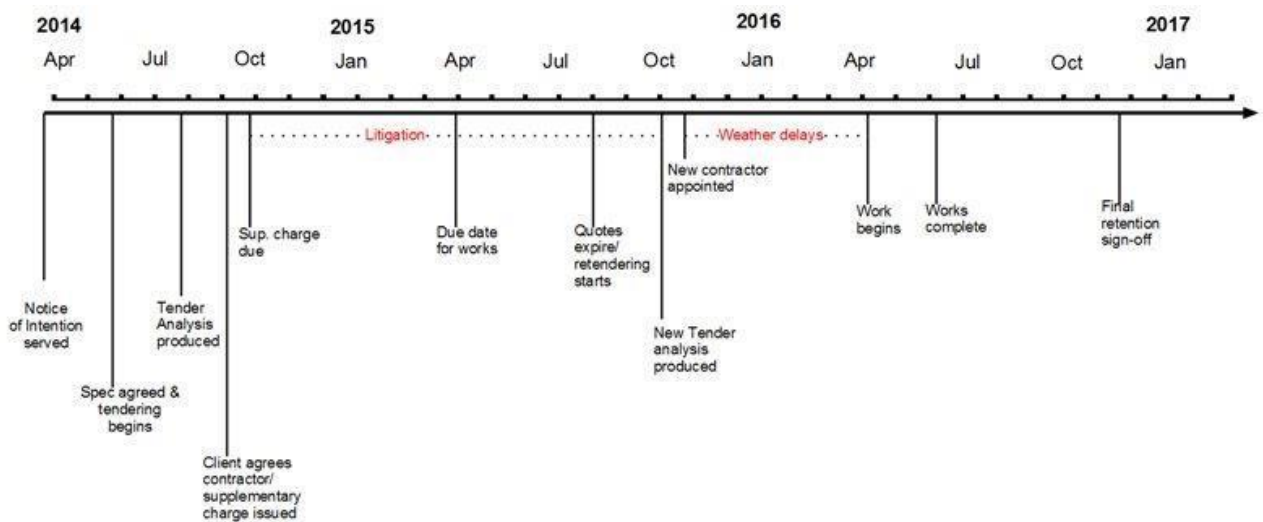 2014
2015
2016
2017
Apr
Jul
Oct
Jan
Apr
Jul
Oct
Jan
Apr
Jul
Oct
Jan
Litigation
Weather delays
Notice
of Intention
served
Spec agreed &
tendering
begins
Tender
Analysis
produced
Client agrees
contractor/
supplementary
charge issued
Sup. charge
due
Due date
for works
Quotes
expire/
retendering
starts
New Tender
analysis
produced
New contractor
appointed
Work
begins
Works
complete
Final
retention
sign-off